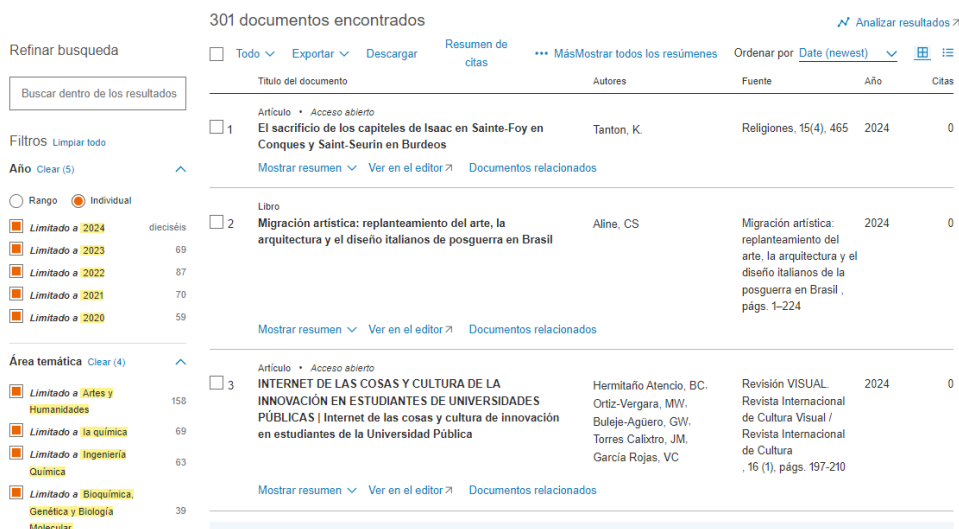 301 documentos encontrados
Analizar resultados
Refinar busqueda
Todo
Exportar
Descargar
Resumen de
citas
••• MásMostrar todos los resúmenes
Ordenar por Date (newest)
Buscar dentro de los resultados
Titulo del documento
Autores
Fuente
Año
Citas
Filtros Limpiar todo
Año Clear (5)
Rango
Individual
Limitado a 2024 dieciséis
Limitado a 2023 69
Limitado a 2022 87
Limitado a 2021 70
Limitado a 2020 59
Área temática Clear (4)
Limitado a Artes y
Humanidades
158
Limitado a la química 69
Limitado a Ingeniería
Química
63
Limitado a Bioquímica,
Genética y Biología
Molecular
39
Artículo • Acceso abierto
1
El sacrificio de los capiteles de Isaac en Sainte-Foy en
Conques y Saint-Seurin en Burdeos
Tanton, K.
Religiones, 15(4), 465
2024
0
Mostrar resumen
Ver en el editor
Documentos relacionados
Libro
2
Migración artística: replanteamiento del arte, la
arquitectura y el diseño italianos de posguerra en Brasil
Aline, CS
Migración artística:
replanteamiento del
arte, la arquitectura y el
diseño italianos de la
posguerra en Brasil ,
págs. 1–224
2024
0
Mostrar resumen
Ver en el editor
Documentos relacionados
Artículo • Acceso abierto
3
INTERNET DE LAS COSAS Y CULTURA DE LA
INNOVACIÓN EN ESTUDIANTES DE UNIVERSIDADES
PÚBLICAS | Internet de las cosas y cultura de innovación
en estudiantes de la Universidad Pública
Hermitaño Atencio, BC,
Ortiz-Vergara, MW,
Buleje-Agüero, GW,
Torres Calixtro, JM,
García Rojas, VC
Revisión VISUAL.
Revista Internacional
de Cultura Visual /
Revista Internacional
de Cultura
, 16 (1), págs. 197-210
2024
0
Mostrar resumen
Ver en el editor
Documentos relacionados